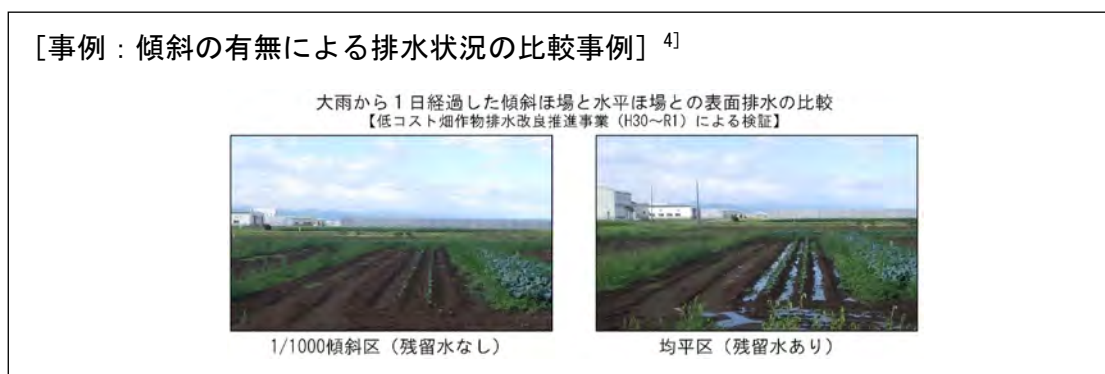 ［事例：傾斜の有無による排水状況の比較事例］4]
大雨から１日経過した傾斜ほ場と水平ほ場との表面排水の比較
【低コスト畑作物排水改良推進事業（H30～R1）による検証】
1/1000傾斜区（残留水なし）
均平区（残留水あり）